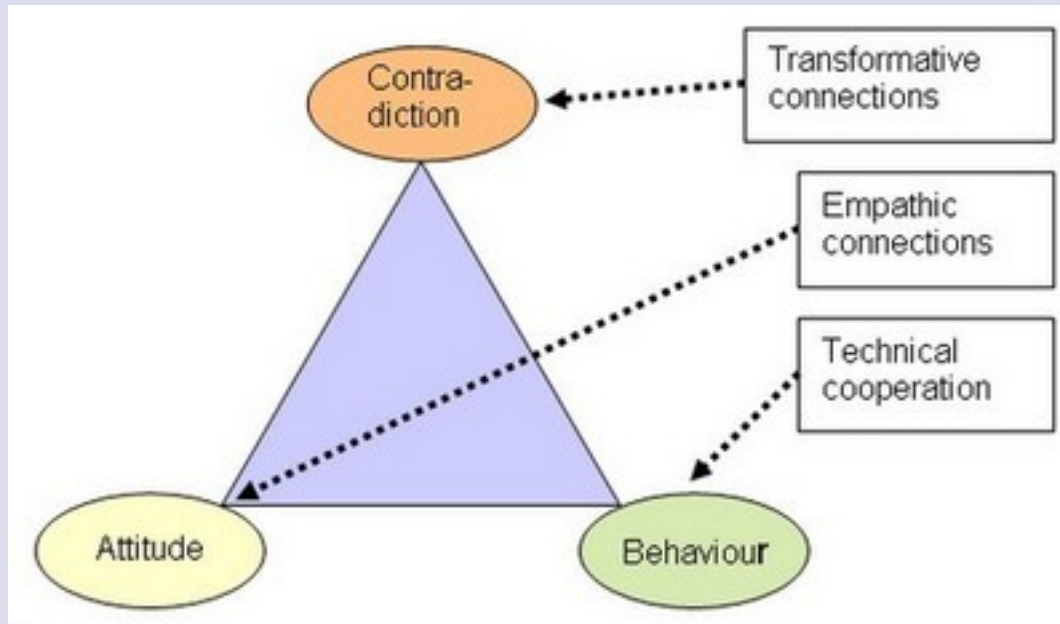 Contra-
diction
Transformative
connections
Empathic
connections
Technical
cooperation
Attitude
Behaviour